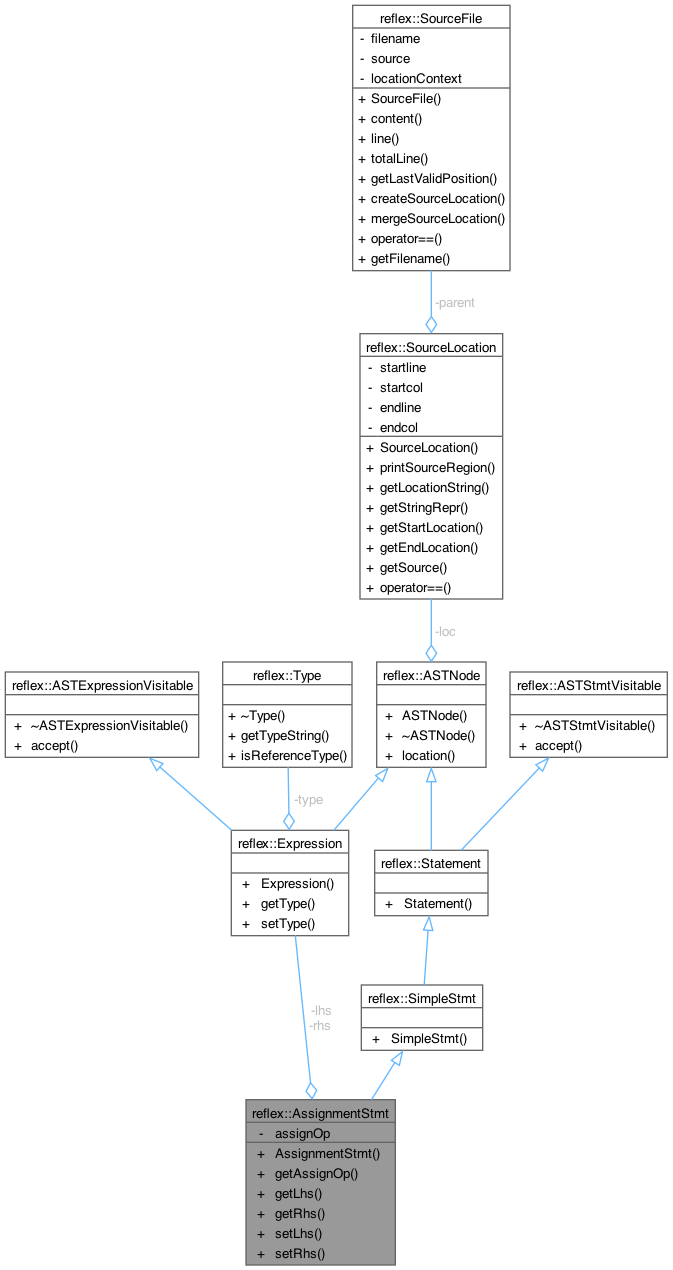 reflex::SourceFile
- filename
- source
- locationContext
+ SourceFile()
+ content()
+ line()
+ totalLine()
+ getLastValidPosition()
+ createSourceLocation()
+ mergeSourceLocation()
+ operator==()
+ getFilename()
-parent
reflex::SourceLocation
- startline
- startcol
- endline
- endcol
+ SourceLocation()
+ printSourceRegion()
+ getLocationString()
+ getStringRepr()
+ getStartLocation()
+ getEndLocation()
+ getSource()
+ operator==()
-loc
reflex::ASTExpressionVisitable
+ ~ASTExpressionVisitable()
+ accept()
reflex::Type
+ ~Type()
+ getTypeString()
+ isReferenceType()
reflex::ASTNode
+ ASTNode()
+ ~ASTNode()
+ location()
reflex::ASTStmtVisitable
+ ~ASTStmtVisitable()
+ accept()
-type
reflex::Expression
+ Expression()
+ getType()
+ setType()
reflex::Statement
+ Statement()
-lhs
-rhs
reflex::SimpleStmt
+ SimpleStmt()
reflex::AssignmentStmt
- assignOp
+ AssignmentStmt()
+ getAssignOp()
+ getLhs()
+ getRhs()
+ setLhs()
+ setRhs()